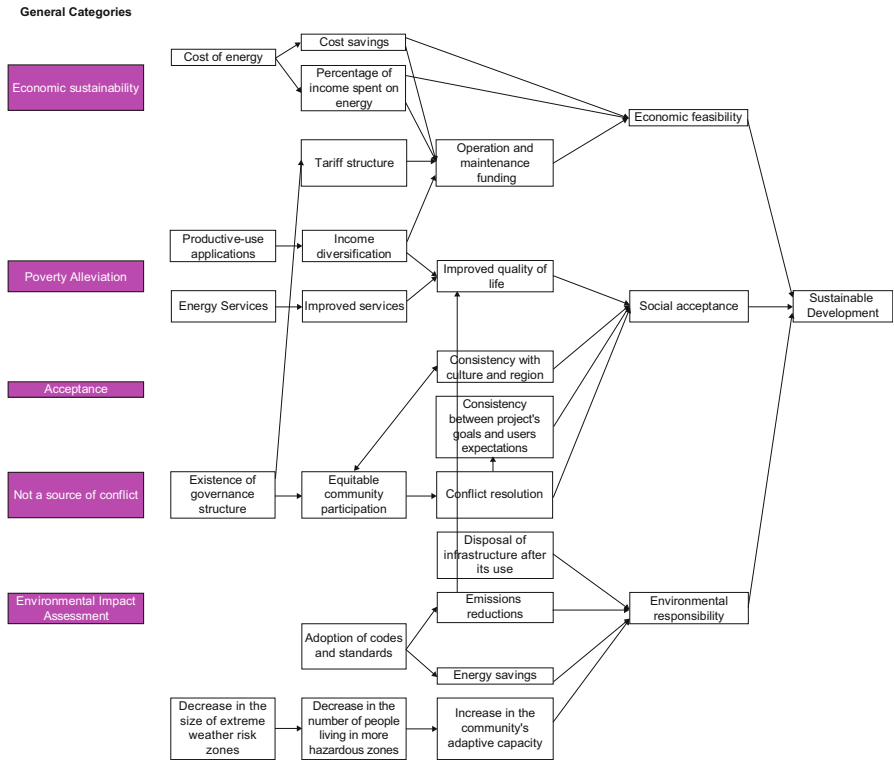 General Categories
Cost savings
Cost of energy
Economic sustainability
Percentage of
income spent on
energy
Economic feasibility
Tariff structure
Operation and
maintenance
funding
Productive-use
applications
Income
diversification
Poverty Alleviation
Improved quality of
life
Energy Services
Improved services
Social acceptance
Sustainable
Development
Consistency with
culture and region
Acceptance
Consistency
between project's
goals and users
expectations
Not a source of conflict
Existence of
governance
structure
Equitable
community
participation
Conflict resolution
Disposal of
infrastructure after
its use
Environmental Impact
Assessment
Emissions
reductions
Environmental
responsibility
Adoption of codes
and standards
Energy savings
Decrease in the
size of extreme
weather risk
zones
Decrease in the
number of people
living in more
hazardous zones
Increase in the
community's
adaptive capacity